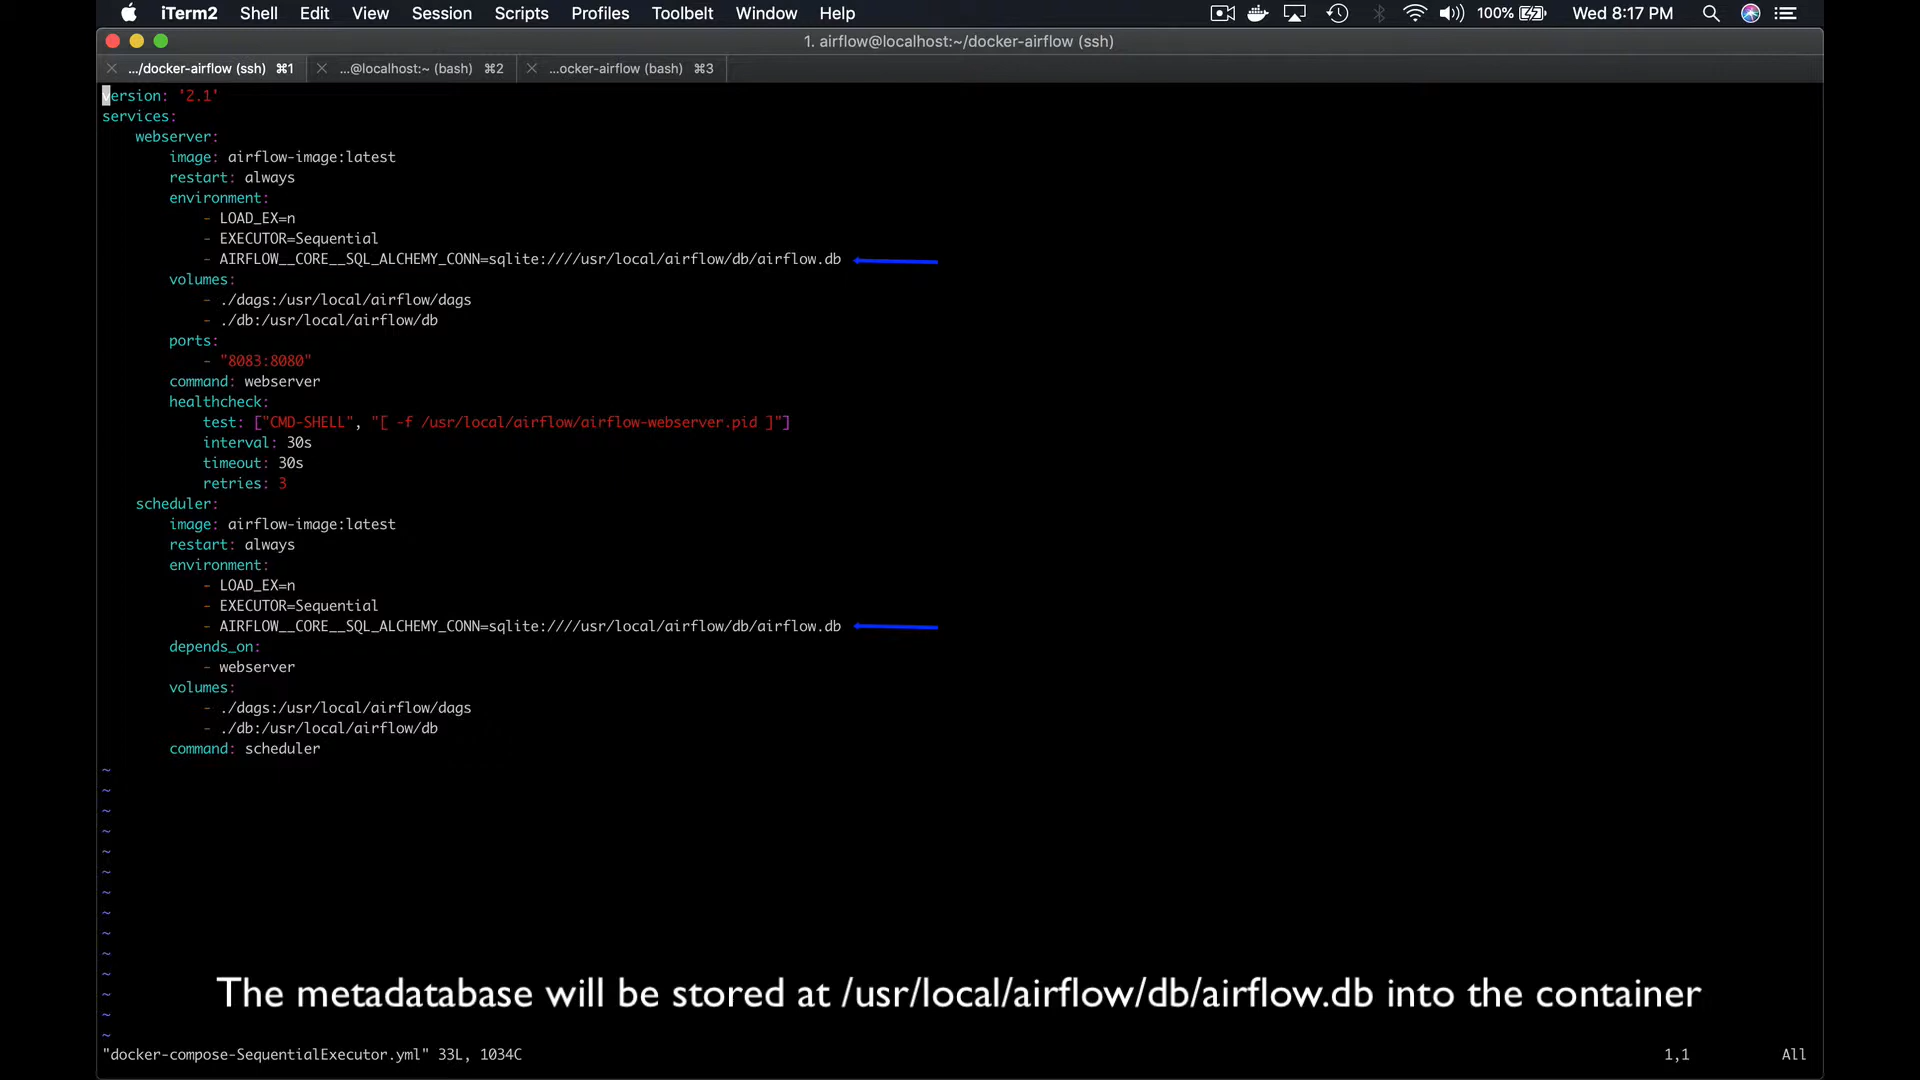 iTerm2 Shell Edit View Session Scripts Profiles Toolbelt Window Help 100% Wed 8:17 PM
1. airflow@localhost:~/docker-airflow (ssh)
.../docker-airflow (ssh) ⌘1 ...@localhost:~ (bash) ⌘2 ...ocker-airflow (bash) ⌘3
version: '2.1'
services:
webserver:
image: airflow-image:latest
restart: always
environment:
- LOAD_EX=n
- EXECUTOR=Sequential
- AIRFLOW__CORE__SQL_ALCHEMY_CONN=sqlite:////usr/local/airflow/db/airflow.db
volumes:
- ./dags:/usr/local/airflow/dags
- ./db:/usr/local/airflow/db
ports:
- "8083:8080"
command: webserver
healthcheck:
test: ["CMD-SHELL", "[ -f /usr/local/airflow/airflow-webserver.pid ]"]
interval: 30s
timeout: 30s
retries: 3
scheduler:
image: airflow-image:latest
restart: always
environment:
- LOAD_EX=n
- EXECUTOR=Sequential
- AIRFLOW__CORE__SQL_ALCHEMY_CONN=sqlite:////usr/local/airflow/db/airflow.db
depends_on:
- webserver
volumes:
- ./dags:/usr/local/airflow/dags
- ./db:/usr/local/airflow/db
command: scheduler
~
~
~
~
~
~
~
~
~
~
~
~
~
~
The metadatabase will be stored at /usr/local/airflow/db/airflow.db into the container
"docker-compose-SequentialExecutor.yml" 33L, 1034C 1,1 All